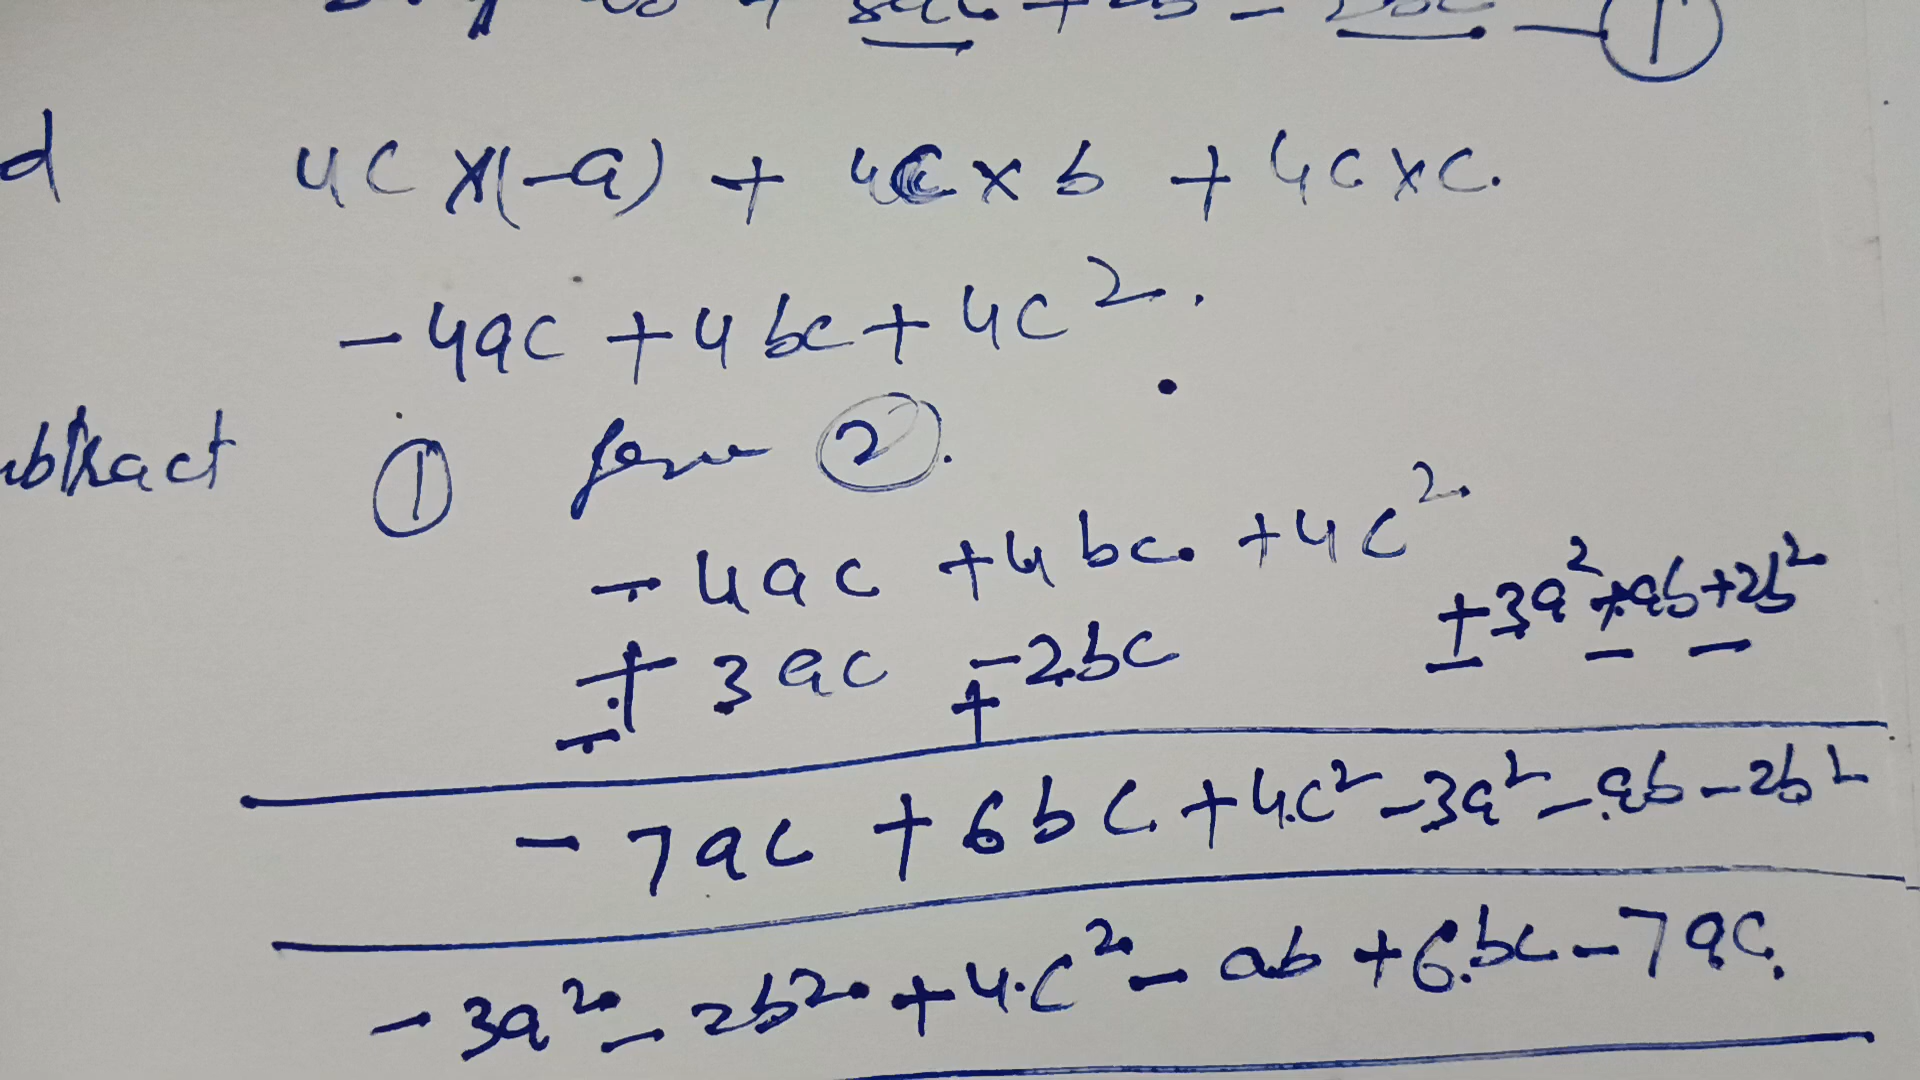 ①
d 4c×(-a) + 4c×b + 4c×c.
-4ac + 4bc + 4c².
ubtract ① from ②.
-4ac +4bc +4c²
+3ac -2bc +3a²+ab+2b²
- + - - -
-7ac +6bc +4c²-3a²-ab-2b²
-3a²-2b²+4c²-ab+6bc-7ac.